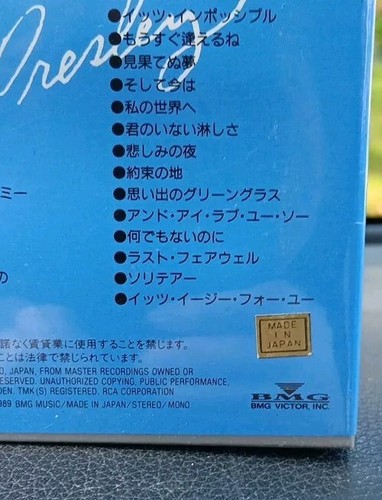 Presley
●イッツ・インポッシブル
●もうすぐ逢えるね
●見果てぬ夢
●そして今は
●私の世界へ
●君のいない淋しさ
●悲しみの夜
●約束の地
ミー
●思い出のグリーングラス
●アンド・アイ・ラブ・ユー・ソー
●何でもないのに
●ラスト・フェアウェル
の
●ソリテアー
●イッツ・イージー・フォー・ユー
MADE
IN
JAPAN
諾なく賃貸業に使用することを禁じます。
ことは法律で禁じられています。
O, JAPAN, FROM MASTER RECORDINGS OWNED OR
ESERVED. UNAUTHORIZED COPYING, PUBLIC PERFORMANCE,
DEN. TMK(S) REGISTERED. RCA CORPORATION
989 BMG MUSIC/MADE IN JAPAN/STEREO/MONO
BMG
BMG VICTOR, INC.